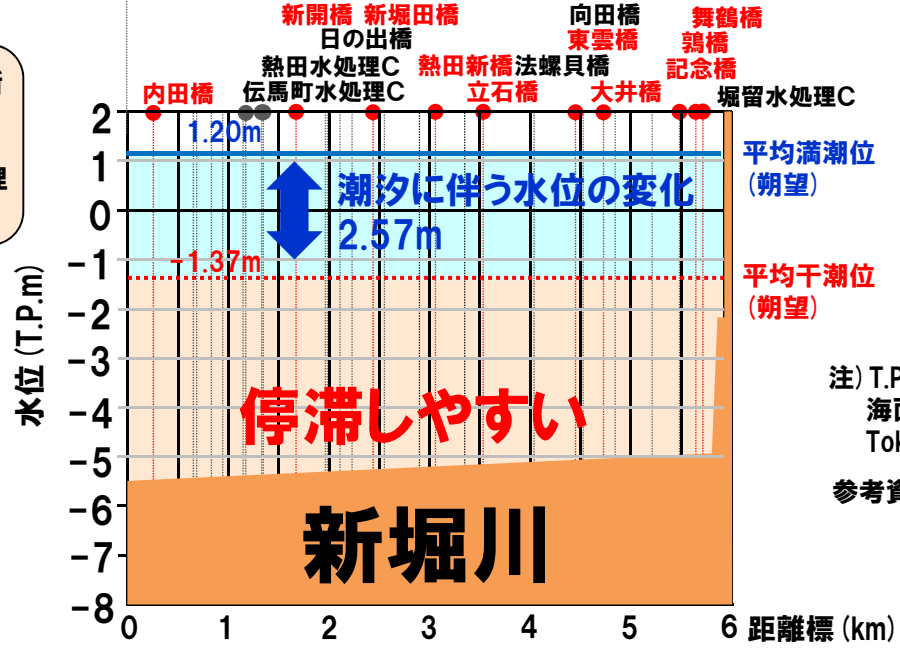 新開橋 新堀田橋 向田橋 舞鶴橋
日の出橋 東雲橋 鶉橋
熱田水処理C 熱田新橋 法螺貝橋 記念橋
内田橋 伝馬町水処理C 立石橋 大井橋 堀留水処理C
2
1.20m
1
平均満潮位
(朔望)
潮汐に伴う水位の変化
0
2.57m
-1
-1.37m
平均干潮位
(朔望)
-2
-3
水位(T.P.m)
注)T.P
海面
Tok
停滞しやすい
-4
-5
参考資
-6
新堀川
-7
-8
0 1 2 3 4 5 6 距離標(km)